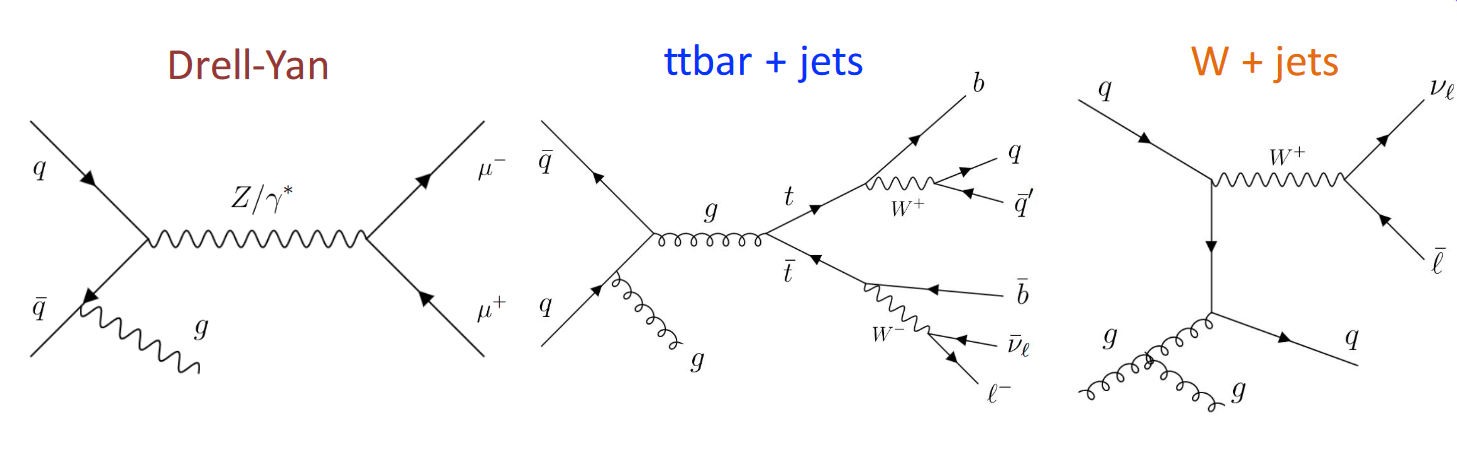 Drell-Yan
q
Z/γ*
μ⁻
q̄
g
μ⁺
ttbar + jets
b
q̄
q
t
W⁺
q̄′
g
t̄
q
b̄
W⁻
ν̄ℓ
g
ℓ⁻
W + jets
q
νℓ
W⁺
ℓ̄
g
q
g